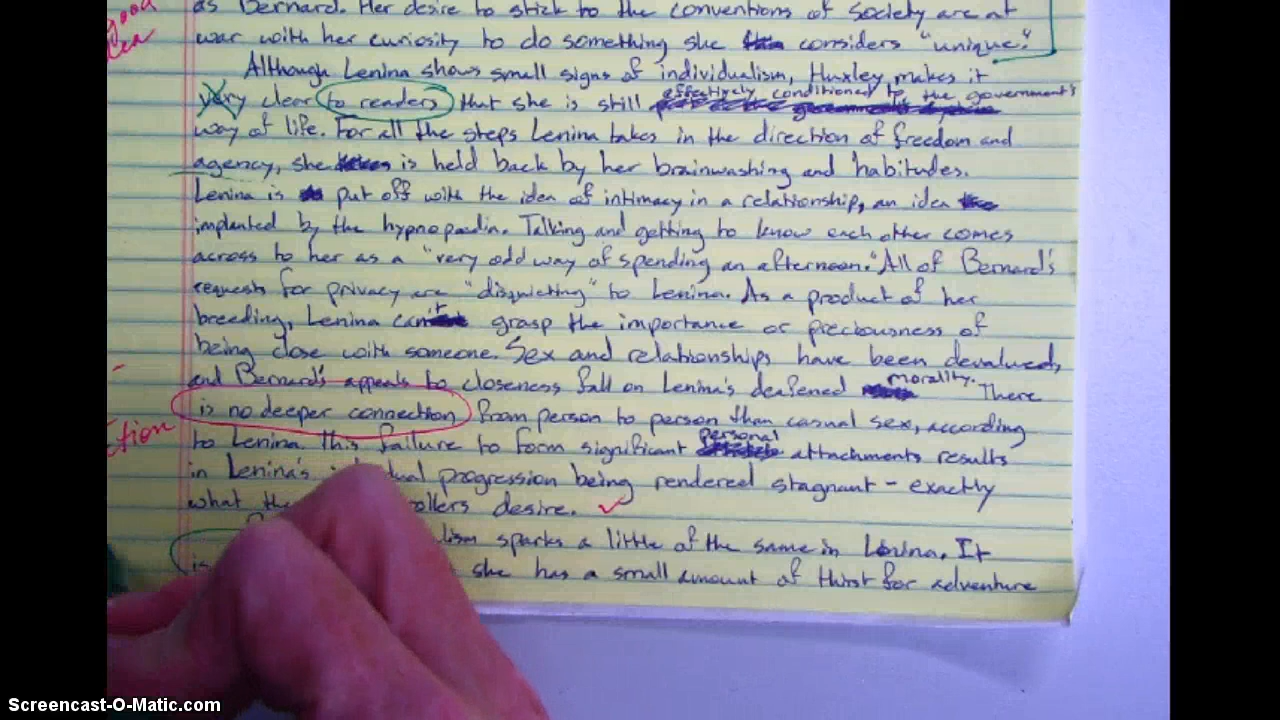 good
as Bernard. Her desire to stick to the conventions of society are at
war with her curiosity to do something she considers "unique."
Although Lenina shows small signs of individualism, Huxley makes it
very clear to readers that she is still effectively conditioned to the government's
way of life. For all the steps Lenina takes in the direction of freedom and
agency, she is held back by her brainwashing and habitudes.
Lenina is put off with the idea of intimacy in a relationship, an idea
implanted by the hypnopaedia. Talking and getting to know each other comes
across to her as a "very odd way of spending an afternoon." All of Bernard's
requests for privacy are "disquieting" to Lenina. As a product of her
breeding, Lenina can't grasp the importance or preciousness of
being close with someone. Sex and relationships have been devalued,
and Bernard's appeals to closeness fall on Lenina's deafened morality. There
is no deeper connection from person to person than casual sex, according
to Lenina. This failure to form significant personal attachments results
in Lenina's progression being rendered stagnant - exactly
what the desire.
sparks a little of the same in Lenina. It
she has a small amount of thirst for adventure
Screencast-O-Matic.com